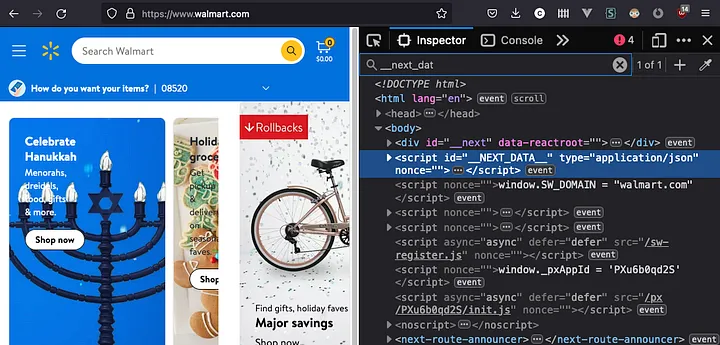 https://www.walmart.com
14
Search Walmart
0
$0.00
How do you want your items? | 08520
Celebrate
Hanukkah
Menorahs,
dreidels,
food, gifts
& more.
Shop now
Holid
groce
Get
pickup
&
deliver
on
season
faves.
Shop
Rollbacks
Find gifts, holiday faves
Major savings
Shop now
Inspector
Console
4
__next_dat
1 of 1
<!DOCTYPE html>
<html lang="en"> event scroll
<head> ••• </head>
<body>
<div id="__next" data-reactroot=""> ••• </div> event
<script id="__NEXT_DATA__" type="application/json"
nonce=""> ••• </script> event
<script nonce="">window.SW_DOMAIN = "walmart.com"
</script> event
<script nonce=""> ••• </script> event
<script nonce=""> ••• </script> event
<script async="async" defer="defer" src="/sw-
register.js" nonce=""></script> event
<script nonce="">window._pxAppId = 'PXu6b0qd2S'
</script> event
<script async="async" defer="defer" src="/px
/PXu6b0qd2S/init.js" nonce=""></script> event
<noscript> ••• </noscript>
<next-route-announcer> ••• </next-route-announcer> event